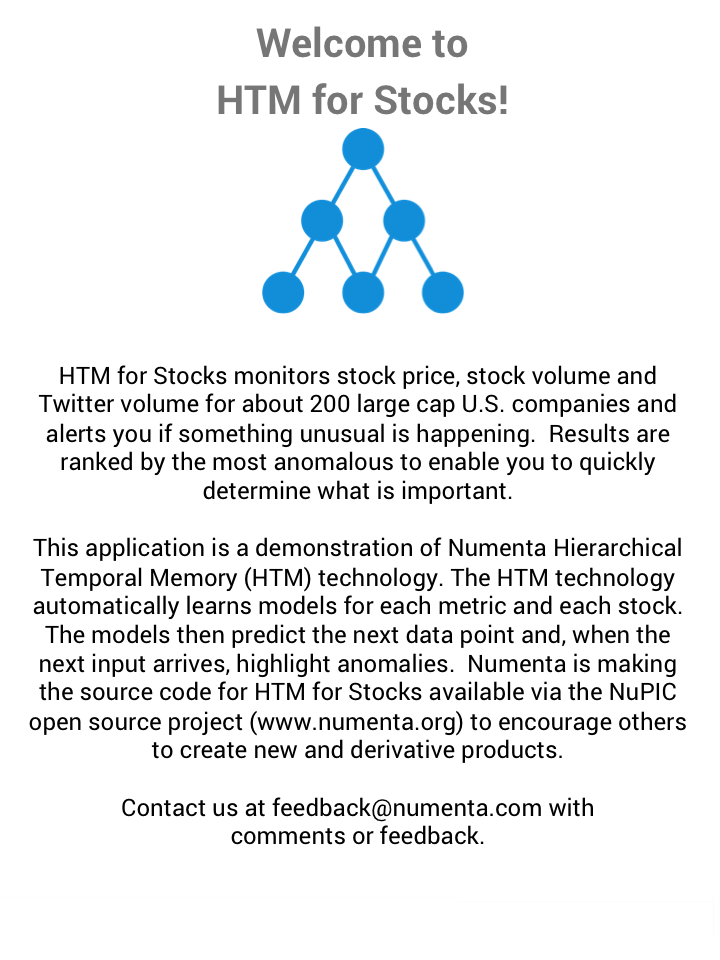 Welcome to
HTM for Stocks!
HTM for Stocks monitors stock price, stock volume and
Twitter volume for about 200 large cap U.S. companies and
alerts you if something unusual is happening.  Results are
ranked by the most anomalous to enable you to quickly
determine what is important.
This application is a demonstration of Numenta Hierarchical
Temporal Memory (HTM) technology. The HTM technology
automatically learns models for each metric and each stock.
The models then predict the next data point and, when the
next input arrives, highlight anomalies.  Numenta is making
the source code for HTM for Stocks available via the NuPIC
open source project (www.numenta.org) to encourage others
to create new and derivative products.
Contact us at feedback@numenta.com with
comments or feedback.